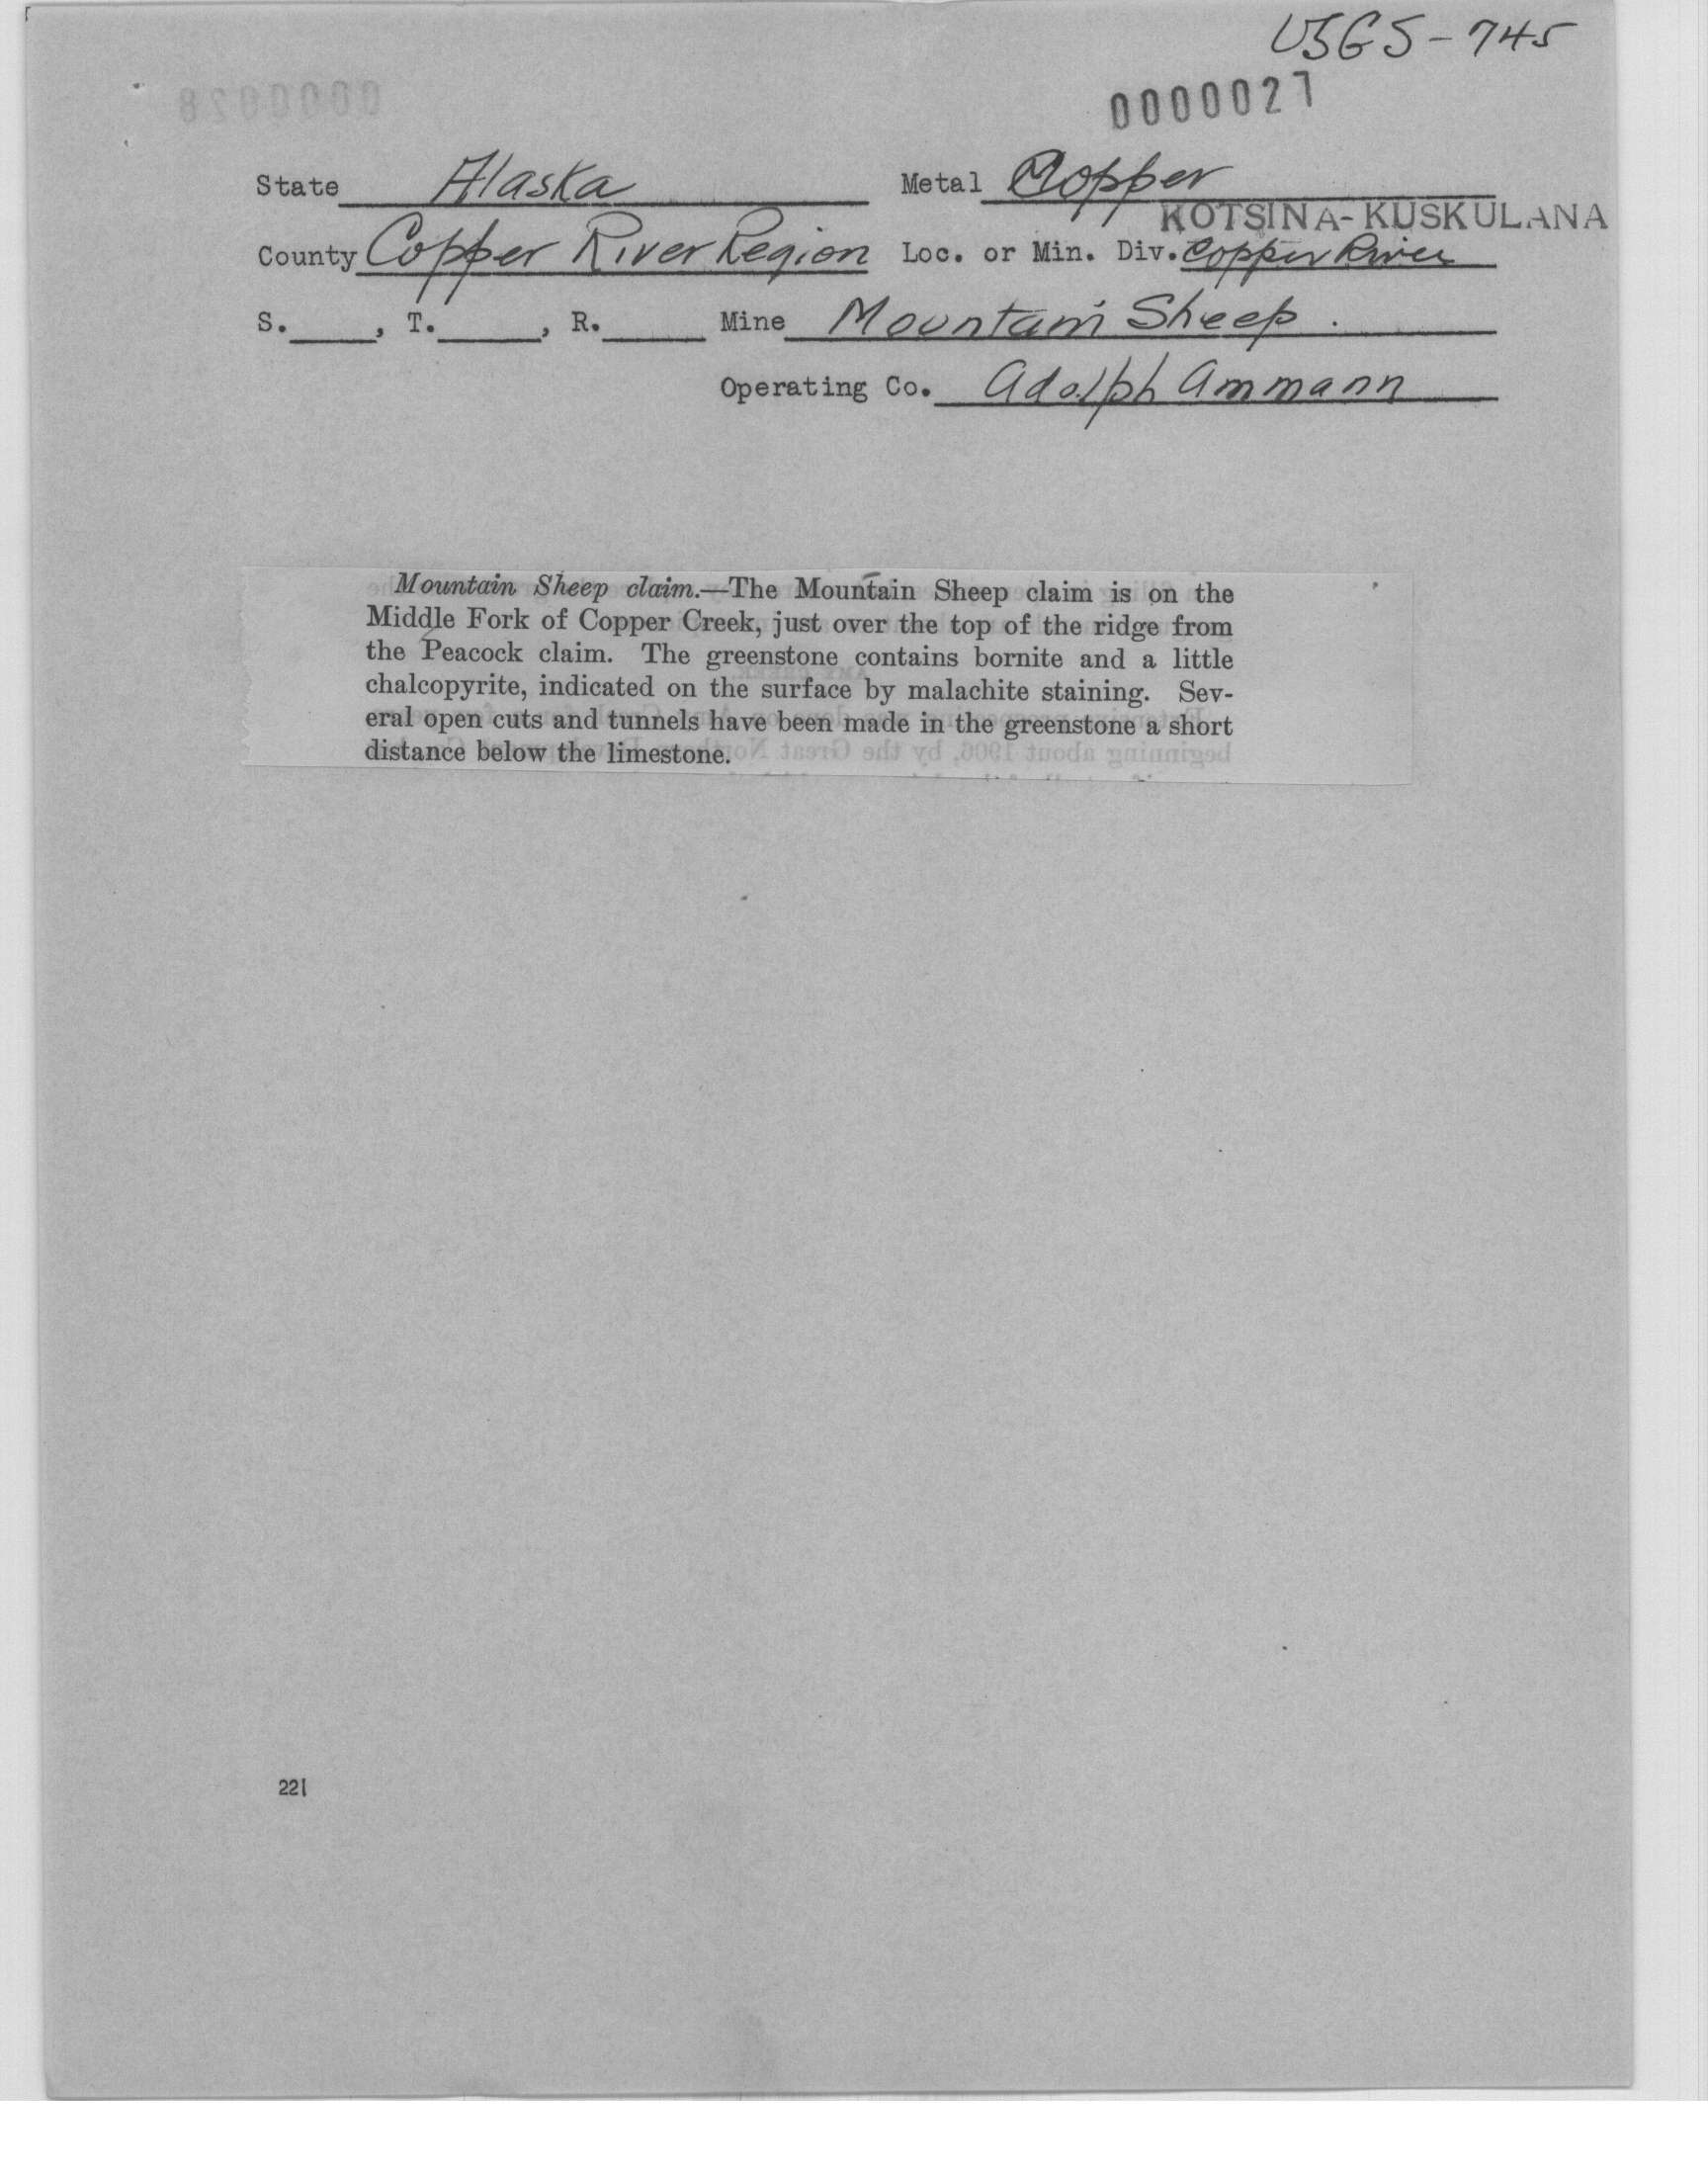 USGS-745
0000027
State Alaska Metal Copper
KOTSINA-KUSKULANA
County Copper River Region Loc. or Min. Div. Copper River
S. , T. , R. Mine Mountain Sheep.
Operating Co. Adolph Ammann
Mountain Sheep claim.—The Mountain Sheep claim is on the
Middle Fork of Copper Creek, just over the top of the ridge from
the Peacock claim. The greenstone contains bornite and a little
chalcopyrite, indicated on the surface by malachite staining. Sev-
eral open cuts and tunnels have been made in the greenstone a short
distance below the limestone.
221